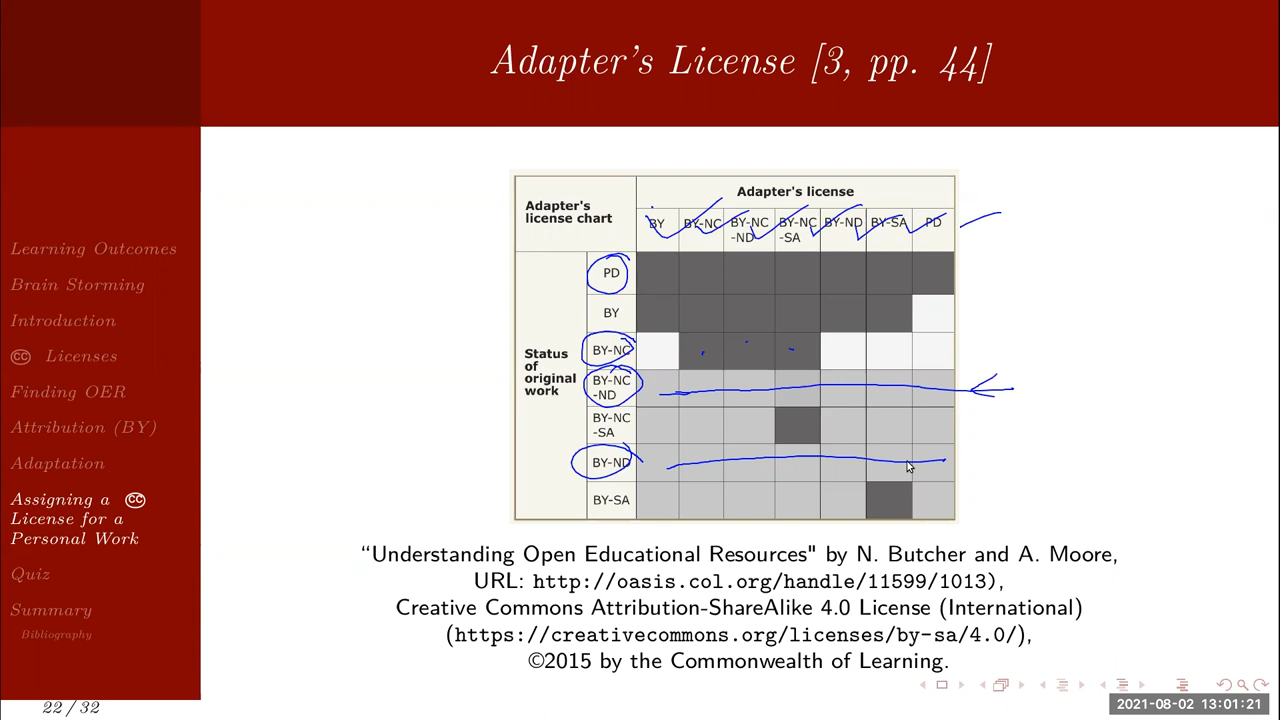 Adapter's License [3, pp. 44]
Learning Outcomes
Brain Storming
Introduction
cc Licenses
Finding OER
Attribution (BY)
Adaptation
Assigning a cc
License for a
Personal Work
Quiz
Summary
Bibliography
22 / 32
Adapter's
license chart
Adapter's license
BY BY-NC BY-NC BY-NC BY-ND BY-SA PD
-ND -SA
Status
of
original
work
PD
BY
BY-NC
BY-NC
-ND
BY-NC
-SA
BY-ND
BY-SA
“Understanding Open Educational Resources" by N. Butcher and A. Moore,
URL: http://oasis.col.org/handle/11599/1013),
Creative Commons Attribution-ShareAlike 4.0 License (International)
(https://creativecommons.org/licenses/by-sa/4.0/),
©2015 by the Commonwealth of Learning.
2021-08-02 13:01:21